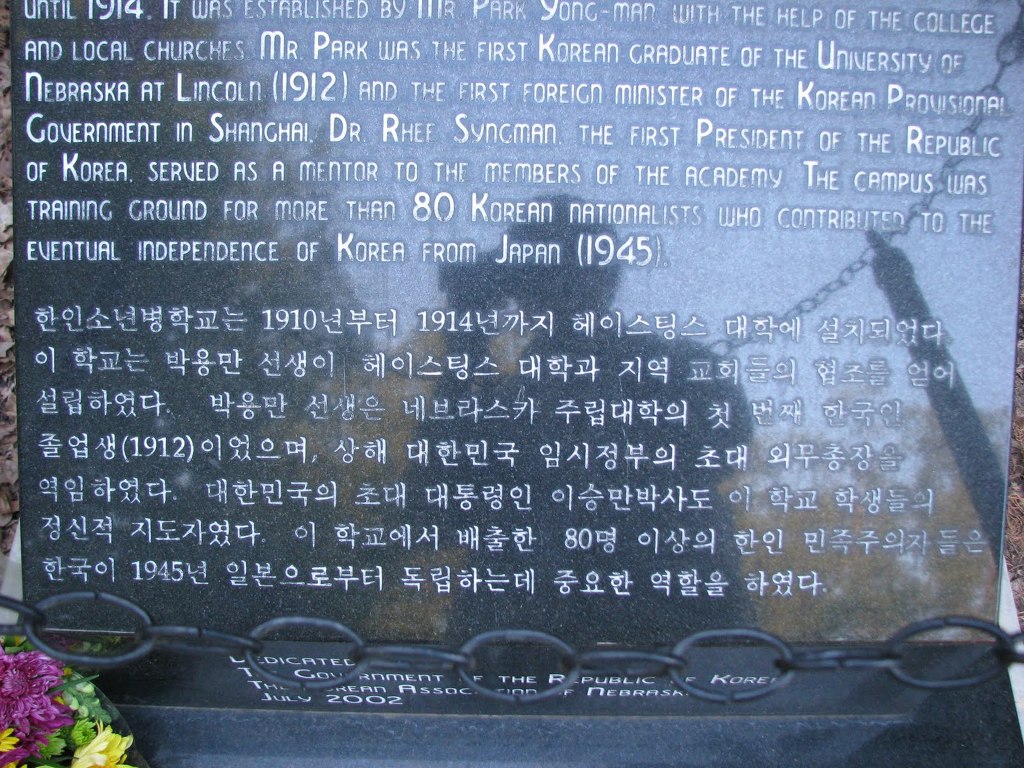 UNTIL 1914. IT WAS ESTABLISHED BY MR. PARK YONG-MAN, WITH THE HELP OF THE COLLEGE
AND LOCAL CHURCHES. MR. PARK WAS THE FIRST KOREAN GRADUATE OF THE UNIVERSITY OF
NEBRASKA AT LINCOLN (1912) AND THE FIRST FOREIGN MINISTER OF THE KOREAN PROVISIONAL
GOVERNMENT IN SHANGHAI. DR. RHEE SYNGMAN, THE FIRST PRESIDENT OF THE REPUBLIC
OF KOREA, SERVED AS A MENTOR TO THE MEMBERS OF THE ACADEMY. THE CAMPUS WAS
TRAINING GROUND FOR MORE THAN 80 KOREAN NATIONALISTS WHO CONTRIBUTED TO THE
EVENTUAL INDEPENDENCE OF KOREA FROM JAPAN (1945).
한인소년병학교는 1910년부터 1914년까지 헤이스팅스 대학에 설치되었다
이 학교는 박용만 선생이 헤이스팅스 대학과 지역 교회들의 협조를 얻어
설립하였다. 박용만 선생은 네브라스카 주립대학의 첫 번째 한국인
졸업생(1912)이었으며, 상해 대한민국 임시정부의 초대 외무총장을
역임하였다. 대한민국의 초대 대통령인 이승만박사도 이 학교 학생들의
정신적 지도자였다. 이 학교에서 배출한 80명 이상의 한인 민족주의자들은
한국이 1945년 일본으로부터 독립하는데 중요한 역할을 하였다.
DEDICATED
THE GOVERNMENT OF THE REPUBLIC OF KOREA
THE KOREAN ASSOCIATION OF NEBRASKA
JULY 2002